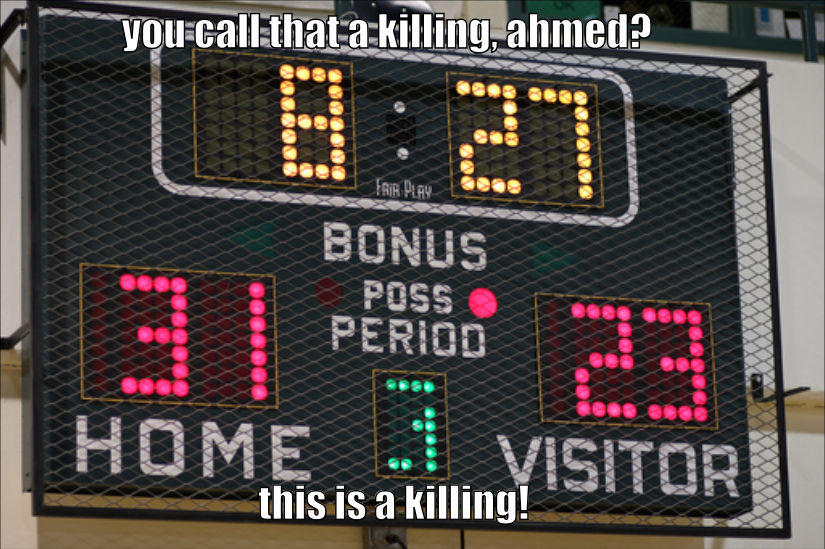 you call that a killing, ahmed?
8:27
FAIR PLAY
BONUS
POSS
PERIOD
31 3 23
HOME VISITOR
this is a killing!